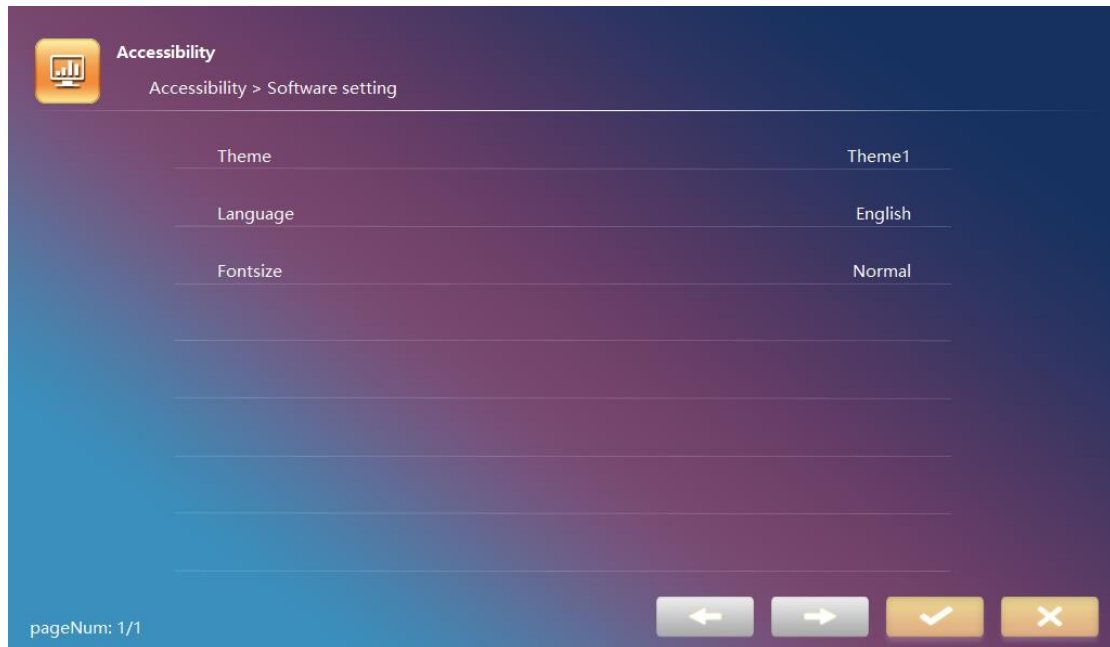 Accessibility
Accessibility > Software setting
Theme Theme1
Language English
Fontsize Normal
pageNum: 1/1